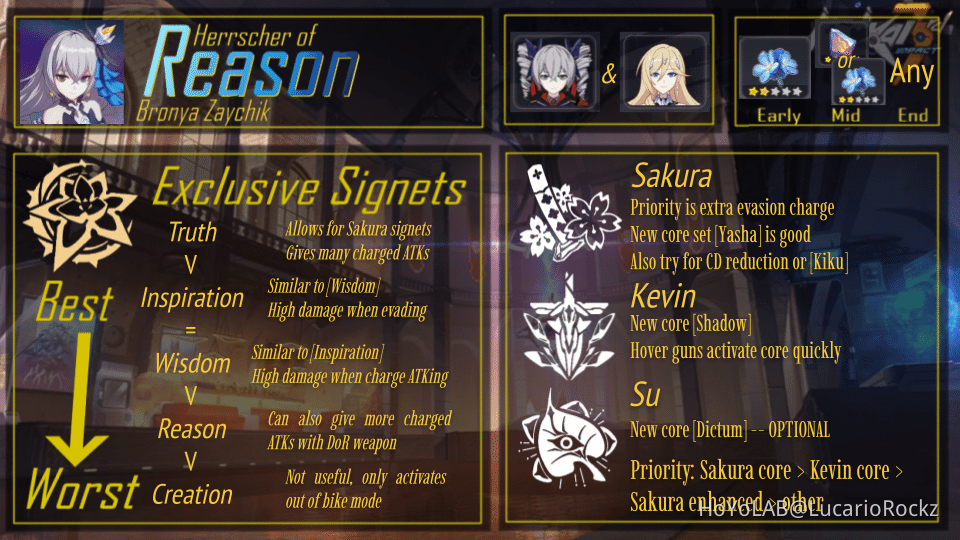 Herrscher of
Reason
Bronya Zaychik
&
or
Any
Early
Mid
End
Exclusive Signets
Best
Worst
Truth
Allows for Sakura signets
Gives many charged ATKs
V
Inspiration
Similar to [Wisdom]
High damage when evading
=
Wisdom
Similar to [Inspiration]
High damage when charge ATKing
V
Reason
Can also give more charged
ATKs with DoR weapon
V
Creation
Not useful, only activates
out of bike mode
Sakura
Priority is extra evasion charge
New core set [Yasha] is good
Also try for CD reduction or [Kiku]
Kevin
New core [Shadow]
Hover guns activate core quickly
Su
New core [Dictum] -- OPTIONAL
Priority: Sakura core > Kevin core >
Sakura enhanced > other
HoYoLAB@LucarioRockz